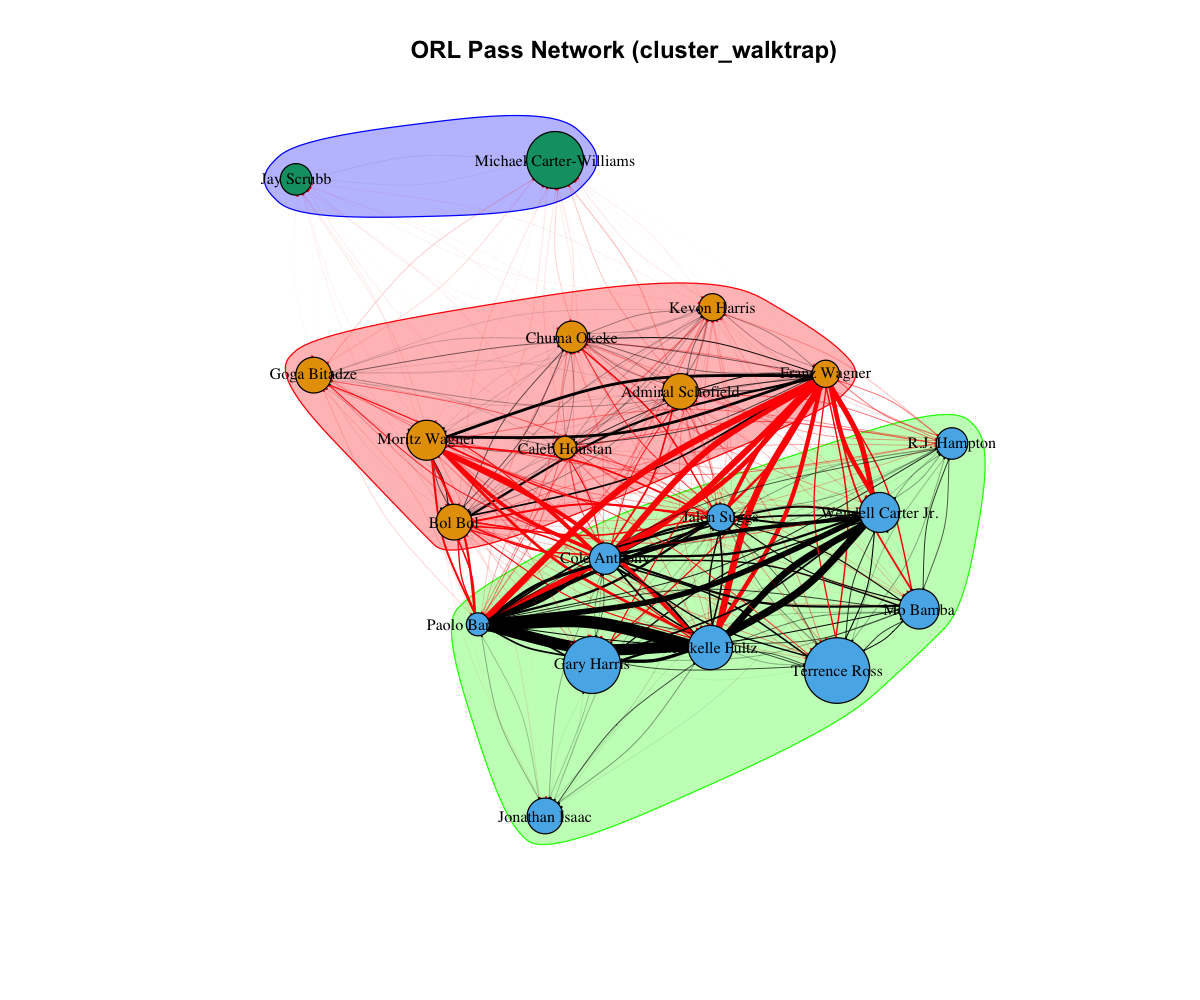 ORL Pass Network (cluster_walktrap)
Michael Carter-Williams
Jay Scrubb
Kevon Harris
Chuma Okeke
Goga Bitadze
Franz Wagner
Admiral Schofield
Moritz Wagner
Caleb Houstan
R.J. Hampton
Wendell Carter Jr.
Jalen Suggs
Bol Bol
Cole Anthony
Mo Bamba
Paolo
Fultz
Gary Harris
Terrence Ross
Jonathan Isaac